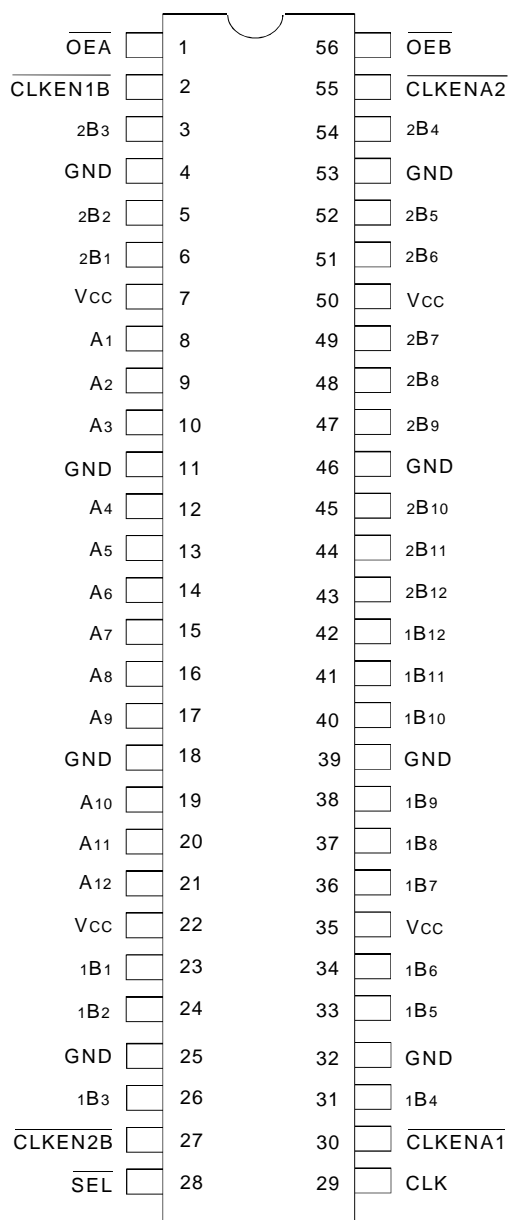 OEA 1 56 OEB
CLKEN1B 2 55 CLKENA2
2B3 3 54 2B4
GND 4 53 GND
2B2 5 52 2B5
2B1 6 51 2B6
VCC 7 50 VCC
A1 8 49 2B7
A2 9 48 2B8
A3 10 47 2B9
GND 11 46 GND
A4 12 45 2B10
A5 13 44 2B11
A6 14 43 2B12
A7 15 42 1B12
A8 16 41 1B11
A9 17 40 1B10
GND 18 39 GND
A10 19 38 1B9
A11 20 37 1B8
A12 21 36 1B7
VCC 22 35 VCC
1B1 23 34 1B6
1B2 24 33 1B5
GND 25 32 GND
1B3 26 31 1B4
CLKEN2B 27 30 CLKENA1
SEL 28 29 CLK